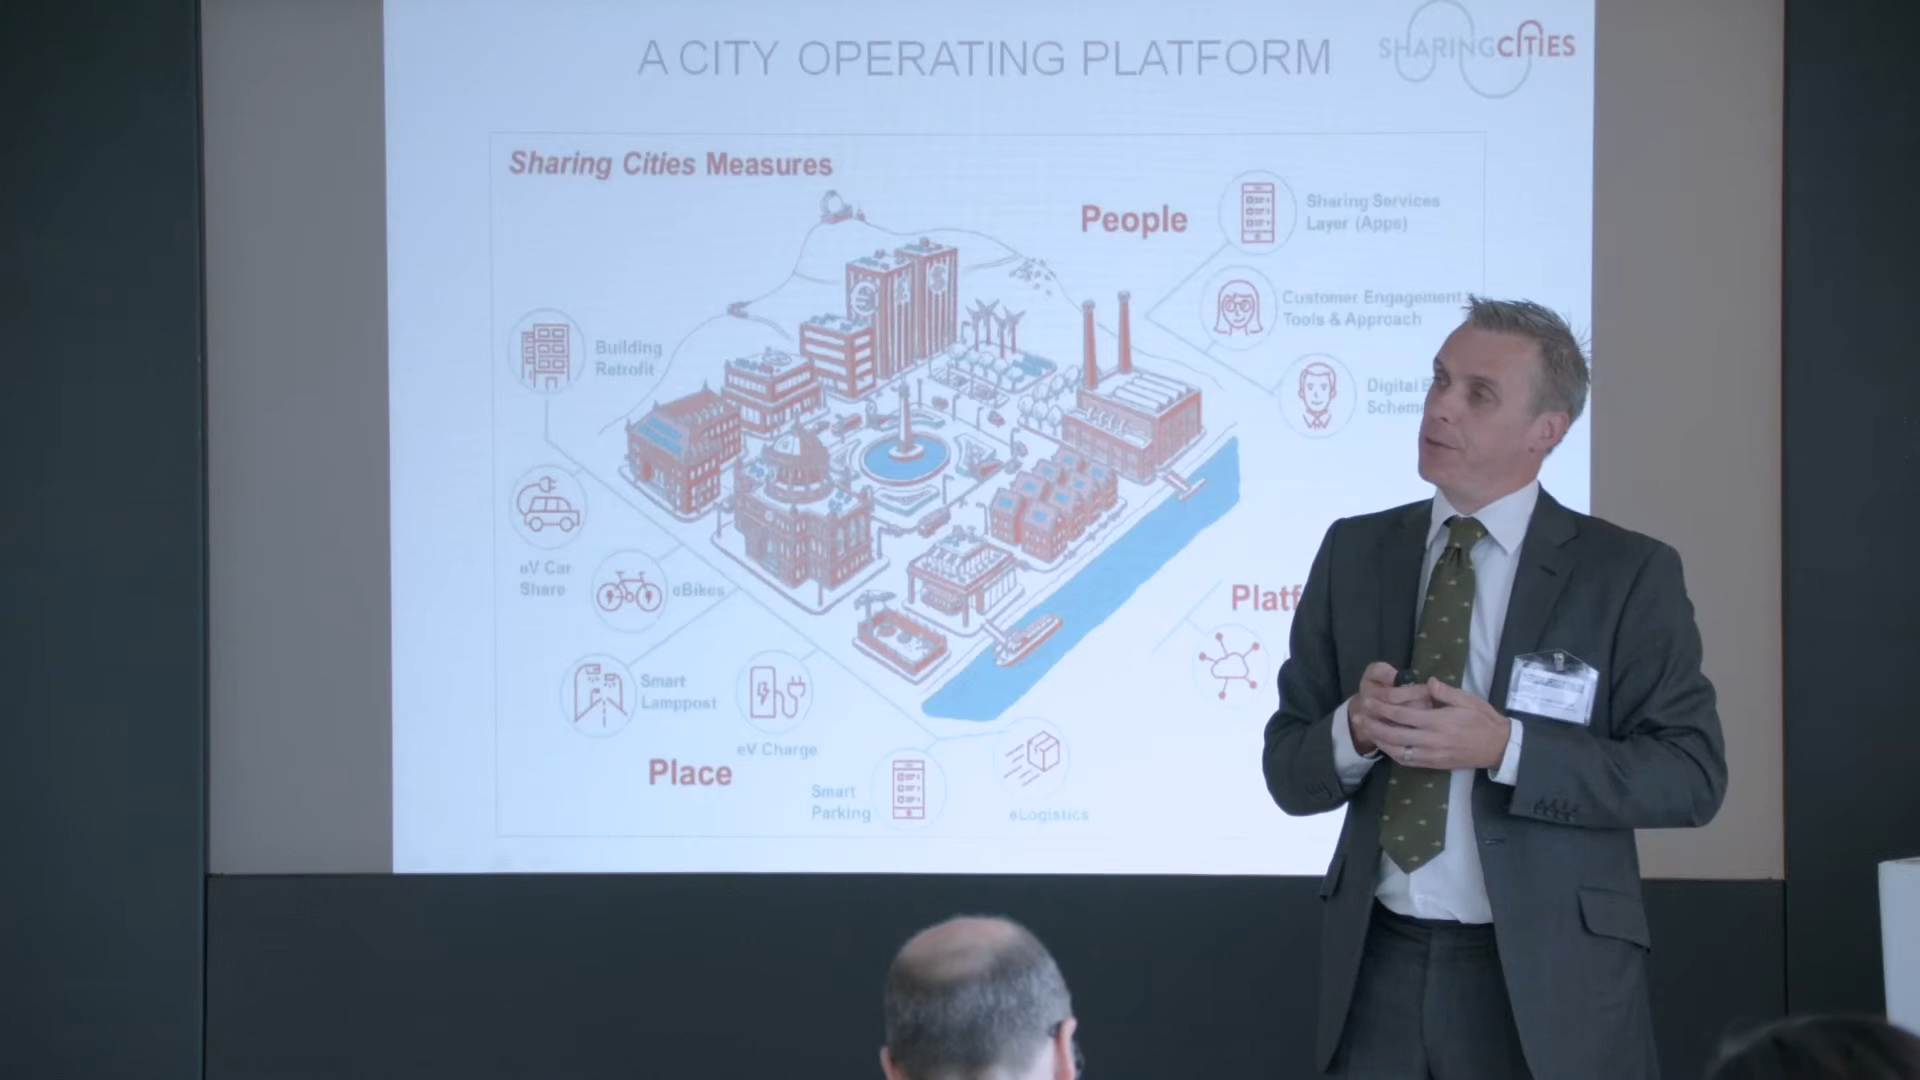 A CITY OPERATING PLATFORM
SHARINGCITIES
Sharing Cities Measures
People
Sharing Services
Layer (Apps)
Customer Engagement
Tools & Approach
Digital
Building
Retrofit
eV Car
Share
eBikes
Smart
Lamppost
eV Charge
Place
Smart
Parking
eLogistics